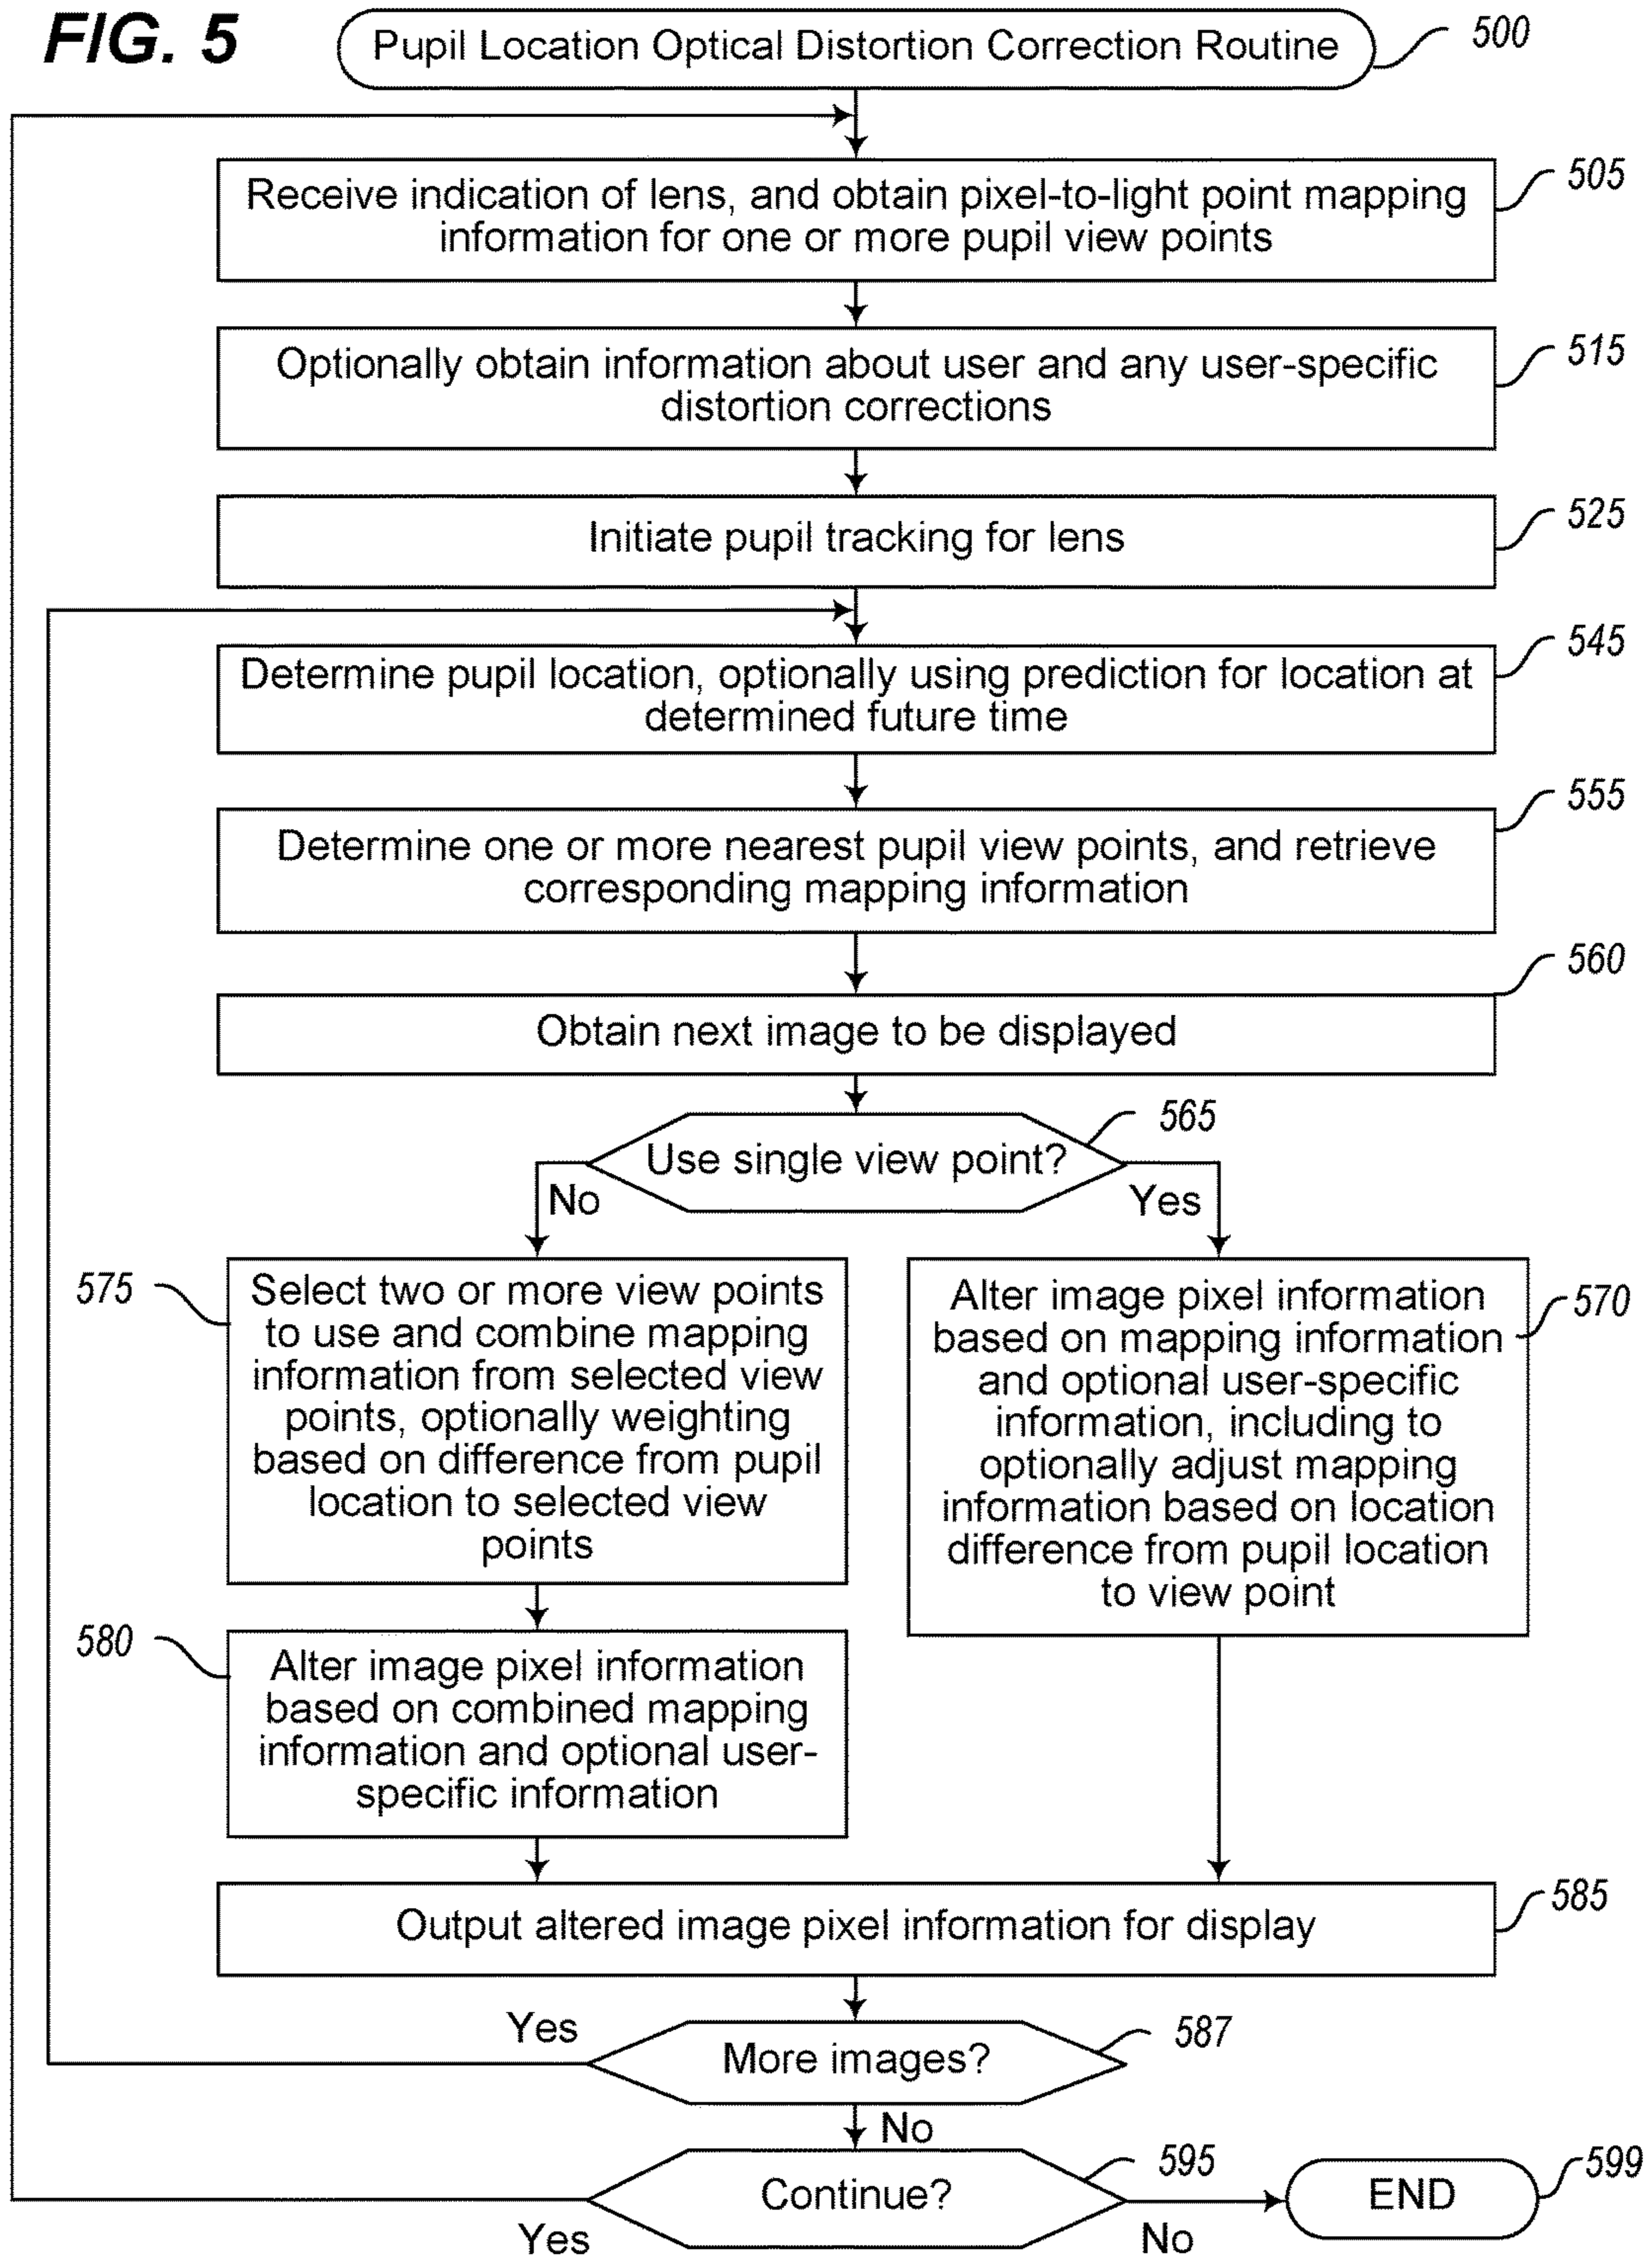 FIG. 5
Pupil Location Optical Distortion Correction Routine
500
Receive indication of lens, and obtain pixel-to-light point mapping
information for one or more pupil view points
505
Optionally obtain information about user and any user-specific
distortion corrections
515
Initiate pupil tracking for lens
525
Determine pupil location, optionally using prediction for location at
determined future time
545
Determine one or more nearest pupil view points, and retrieve
corresponding mapping information
555
Obtain next image to be displayed
560
Use single view point?
565
No
Yes
575
Select two or more view points
to use and combine mapping
information from selected view
points, optionally weighting
based on difference from pupil
location to selected view
points
Alter image pixel information
based on mapping information
and optional user-specific
information, including to
optionally adjust mapping
information based on location
difference from pupil location
to view point
570
580
Alter image pixel information
based on combined mapping
information and optional user-
specific information
Output altered image pixel information for display
585
Yes
More images?
587
No
Continue?
595
Yes
No
END
599